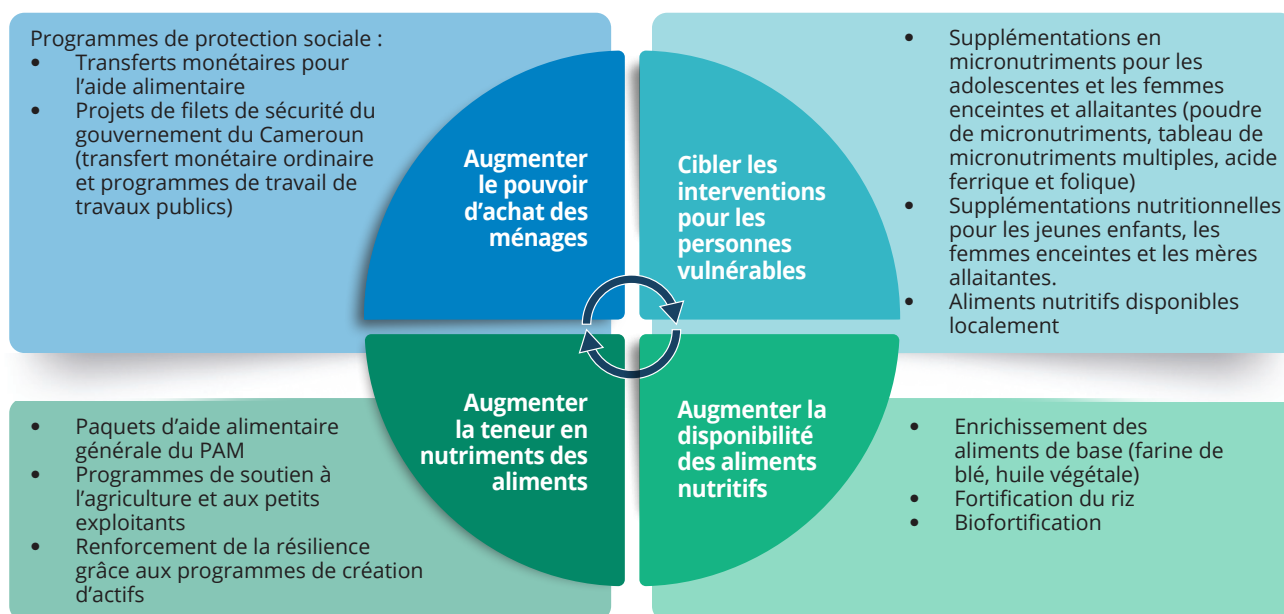 Programmes de protection sociale :
• Transferts monétaires pour
l’aide alimentaire
• Projets de filets de sécurité du
gouvernement du Cameroun
(transfert monétaire ordinaire
et programmes de travail de
travaux publics)
Augmenter
le pouvoir
d’achat des
ménages
Cibler les
interventions
pour les
personnes
vulnérables
• Supplémentations en
micronutriments pour les
adolescentes et les femmes
enceintes et allaitantes (poudre
de micronutriments, tableau de
micronutriments multiples, acide
ferrique et folique)
• Supplémentations nutritionnelles
pour les jeunes enfants, les
femmes enceintes et les mères
allaitantes.
• Aliments nutritifs disponibles
localement
• Paquets d’aide alimentaire
générale du PAM
• Programmes de soutien à
l’agriculture et aux petits
exploitants
• Renforcement de la résilience
grâce aux programmes de création
d’actifs
Augmenter
la teneur en
nutriments des
aliments
Augmenter la
disponibilité
des aliments
nutritifs
• Enrichissement des
aliments de base (farine de
blé, huile végétale)
• Fortification du riz
• Biofortification